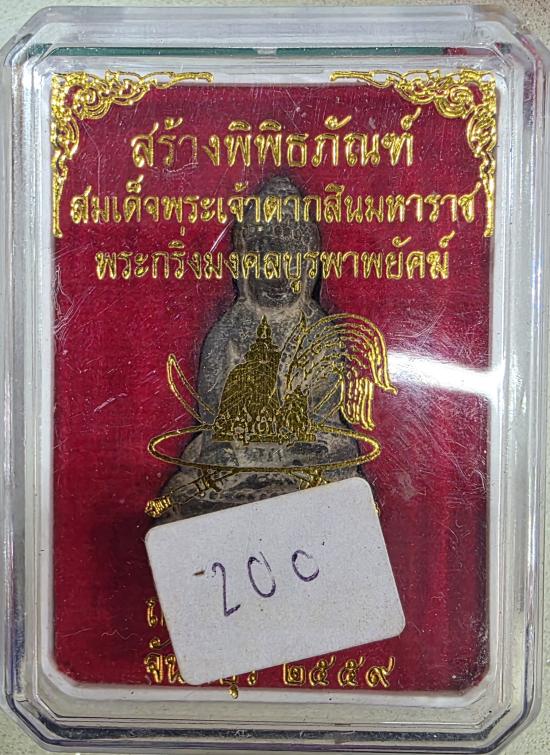 สร้างพิพิธภัณฑ์
สมเด็จพระเจ้าตากสินมหาราช
พระกริ่งมงคลบูรพาพยัคฆ์
200
๒๕๕๙